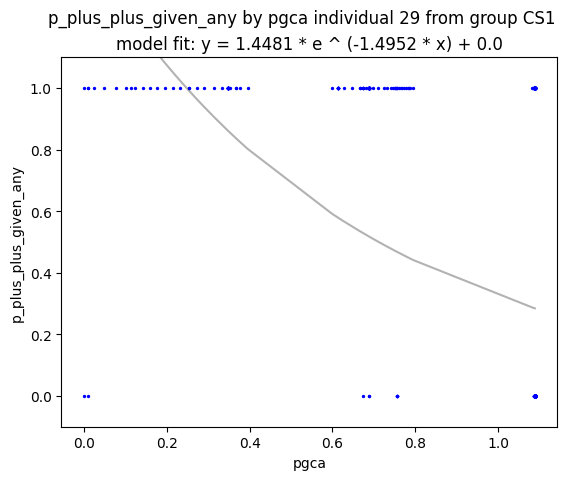 p_plus_plus_given_any by pgca individual 29 from group CS1
model fit: y = 1.4481 * e ^ (-1.4952 * x) + 0.0
1.0
0.8
0.6
0.4
0.2
0.0
p_plus_plus_given_any
0.0 0.2 0.4 0.6 0.8 1.0
pgca